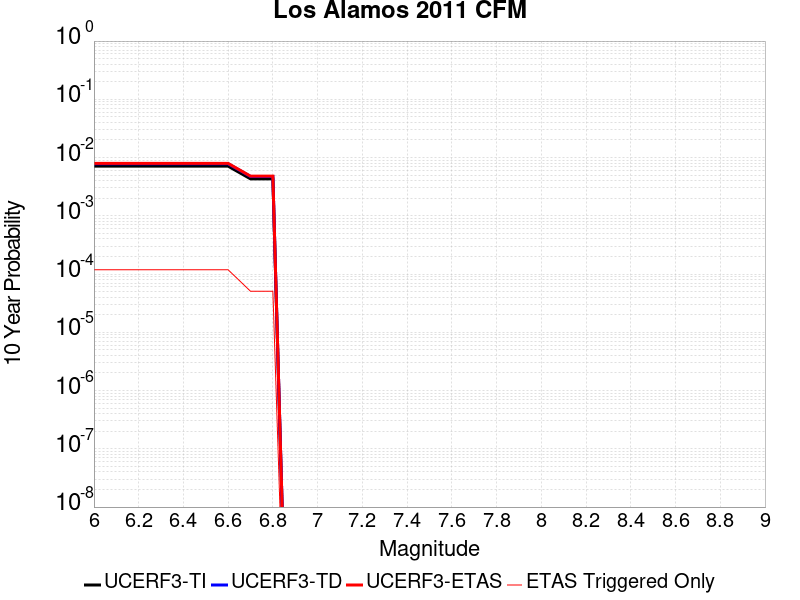 Los Alamos 2011 CFM
10^0
10^-1
10^-2
10^-3
10^-4
10^-5
10^-6
10^-7
10^-8
10 Year Probability
6 6.2 6.4 6.6 6.8 7 7.2 7.4 7.6 7.8 8 8.2 8.4 8.6 8.8 9
Magnitude
UCERF3-TI UCERF3-TD UCERF3-ETAS ETAS Triggered Only